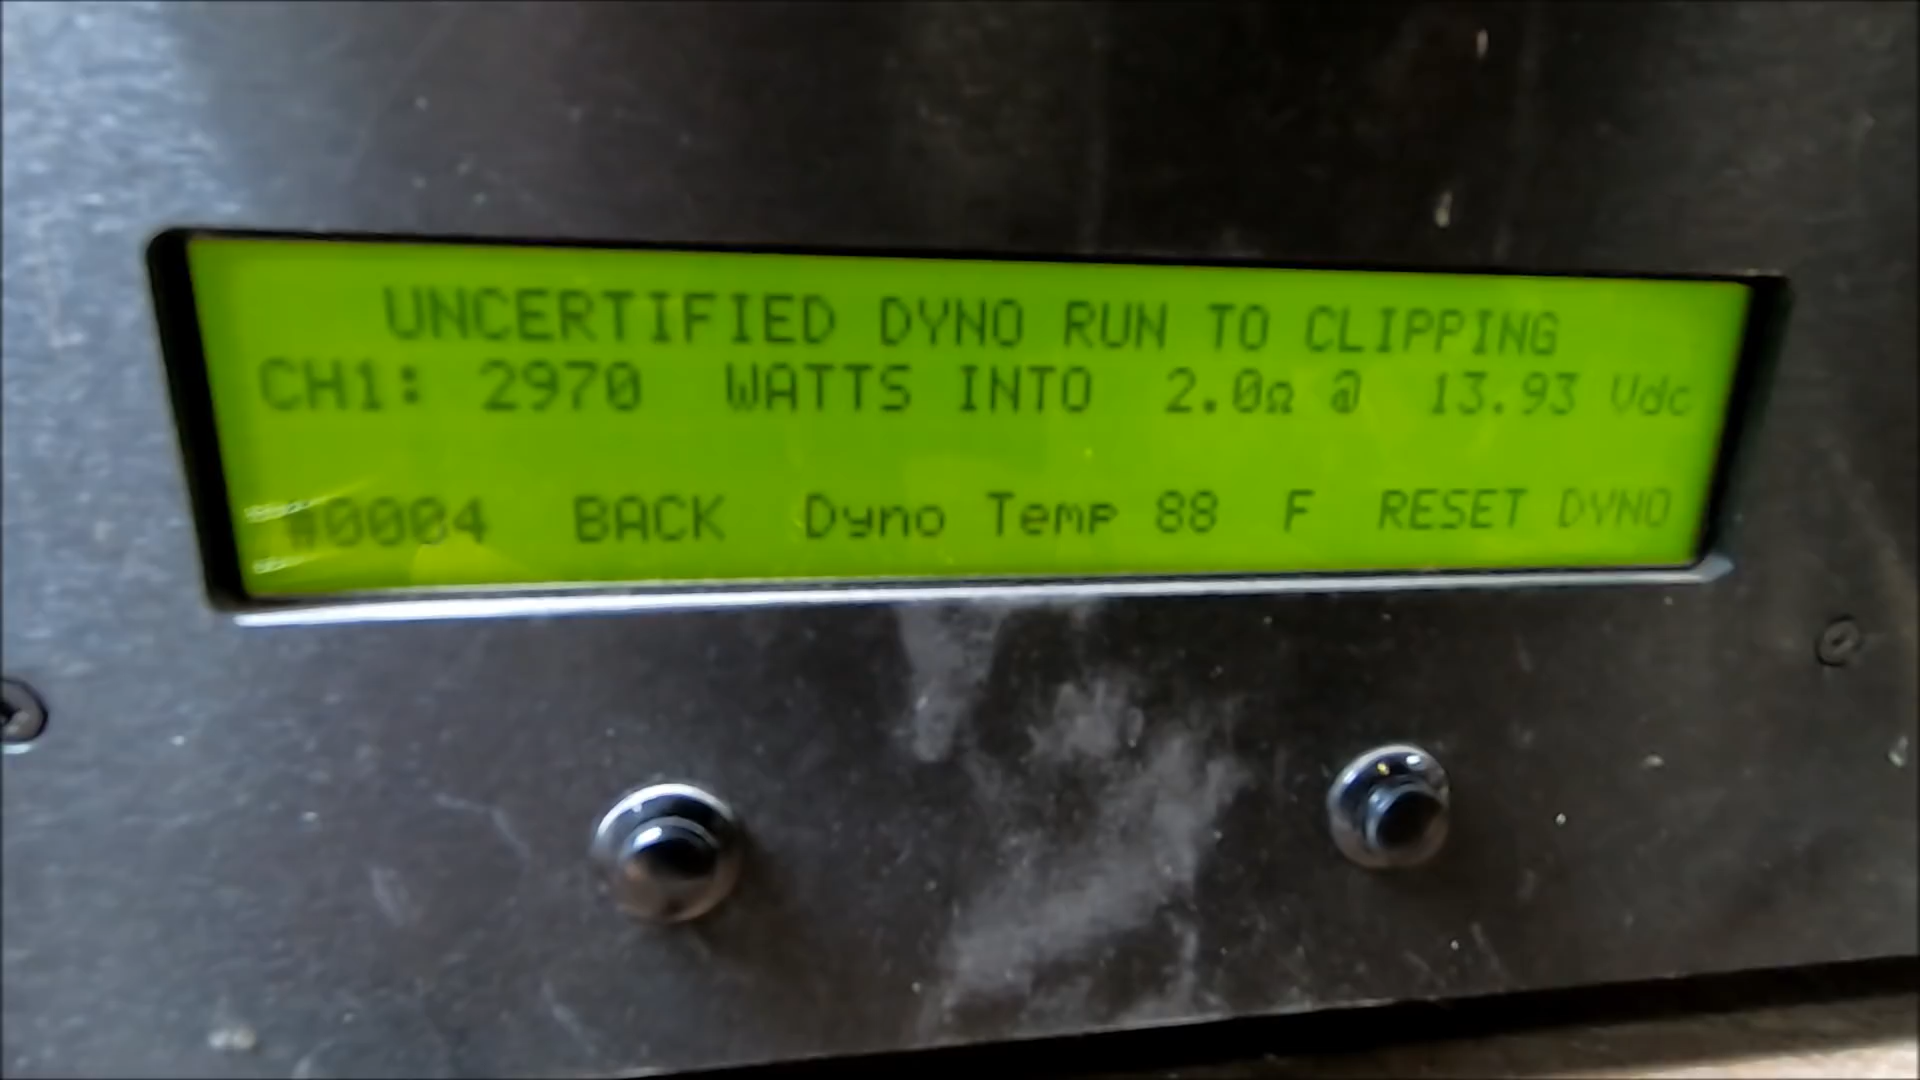 UNCERTIFIED DYNO RUN TO CLIPPING
CH1: 2970 WATTS INTO 2.0Ω @ 13.93 Vdc
#0004 BACK Dyno Temp 88 F RESET DYNO